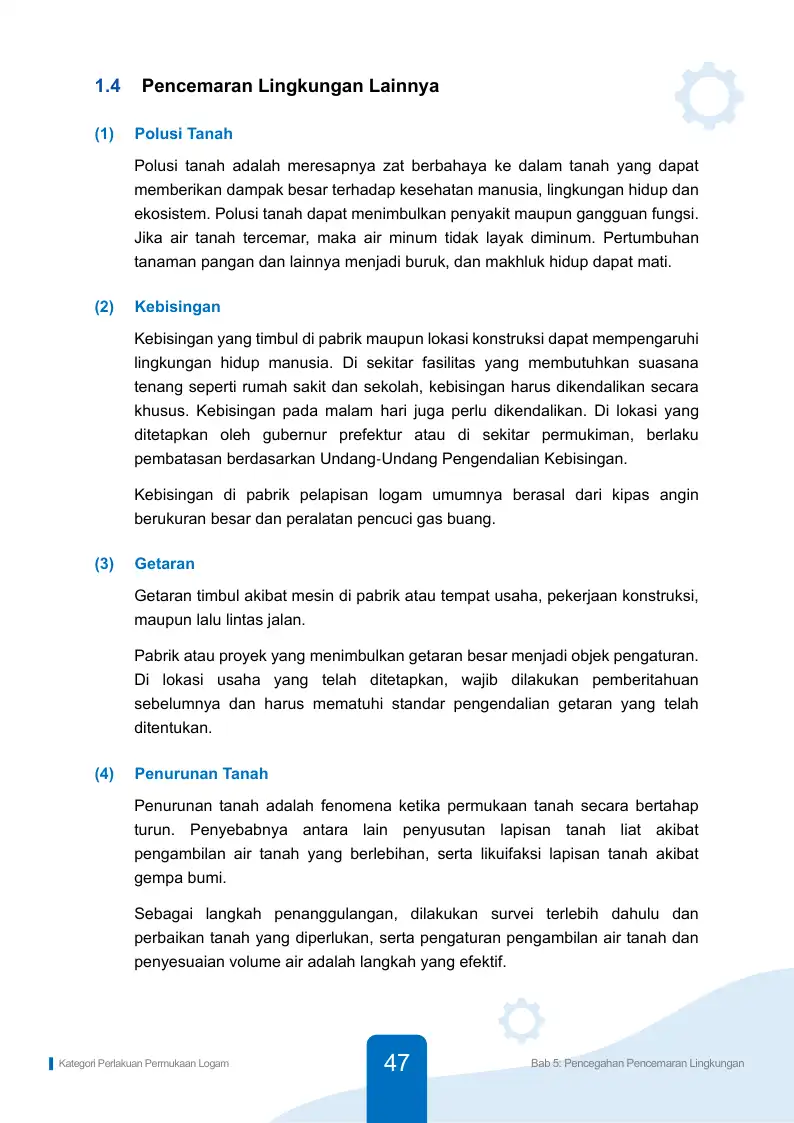 1.4 Pencemaran Lingkungan Lainnya
(1) Polusi Tanah
Polusi tanah adalah meresapnya zat berbahaya ke dalam tanah yang dapat
memberikan dampak besar terhadap kesehatan manusia, lingkungan hidup dan
ekosistem. Polusi tanah dapat menimbulkan penyakit maupun gangguan fungsi.
Jika air tanah tercemar, maka air minum tidak layak diminum. Pertumbuhan
tanaman pangan dan lainnya menjadi buruk, dan makhluk hidup dapat mati.
(2) Kebisingan
Kebisingan yang timbul di pabrik maupun lokasi konstruksi dapat mempengaruhi
lingkungan hidup manusia. Di sekitar fasilitas yang membutuhkan suasana
tenang seperti rumah sakit dan sekolah, kebisingan harus dikendalikan secara
khusus. Kebisingan pada malam hari juga perlu dikendalikan. Di lokasi yang
ditetapkan oleh gubernur prefektur atau di sekitar permukiman, berlaku
pembatasan berdasarkan Undang-Undang Pengendalian Kebisingan.
Kebisingan di pabrik pelapisan logam umumnya berasal dari kipas angin
berukuran besar dan peralatan pencuci gas buang.
(3) Getaran
Getaran timbul akibat mesin di pabrik atau tempat usaha, pekerjaan konstruksi,
maupun lalu lintas jalan.
Pabrik atau proyek yang menimbulkan getaran besar menjadi objek pengaturan.
Di lokasi usaha yang telah ditetapkan, wajib dilakukan pemberitahuan
sebelumnya dan harus mematuhi standar pengendalian getaran yang telah
ditentukan.
(4) Penurunan Tanah
Penurunan tanah adalah fenomena ketika permukaan tanah secara bertahap
turun. Penyebabnya antara lain penyusutan lapisan tanah liat akibat
pengambilan air tanah yang berlebihan, serta likuifaksi lapisan tanah akibat
gempa bumi.
Sebagai langkah penanggulangan, dilakukan survei terlebih dahulu dan
perbaikan tanah yang diperlukan, serta pengaturan pengambilan air tanah dan
penyesuaian volume air adalah langkah yang efektif.
Kategori Perlakuan Permukaan Logam
47
Bab 5: Pencegahan Pencemaran Lingkungan